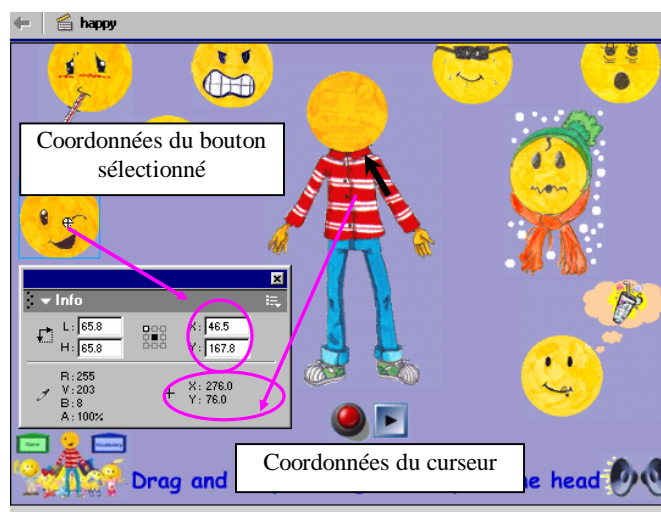 happy
Coordonnées du bouton
sélectionné
Info
L: 65.8
H: 65.8
X: 46.5
Y: 167.8
R: 255
V: 203
B: 8
A: 100%
X: 276.0
Y: 76.0
Coordonnées du curseur
Drag and
e head